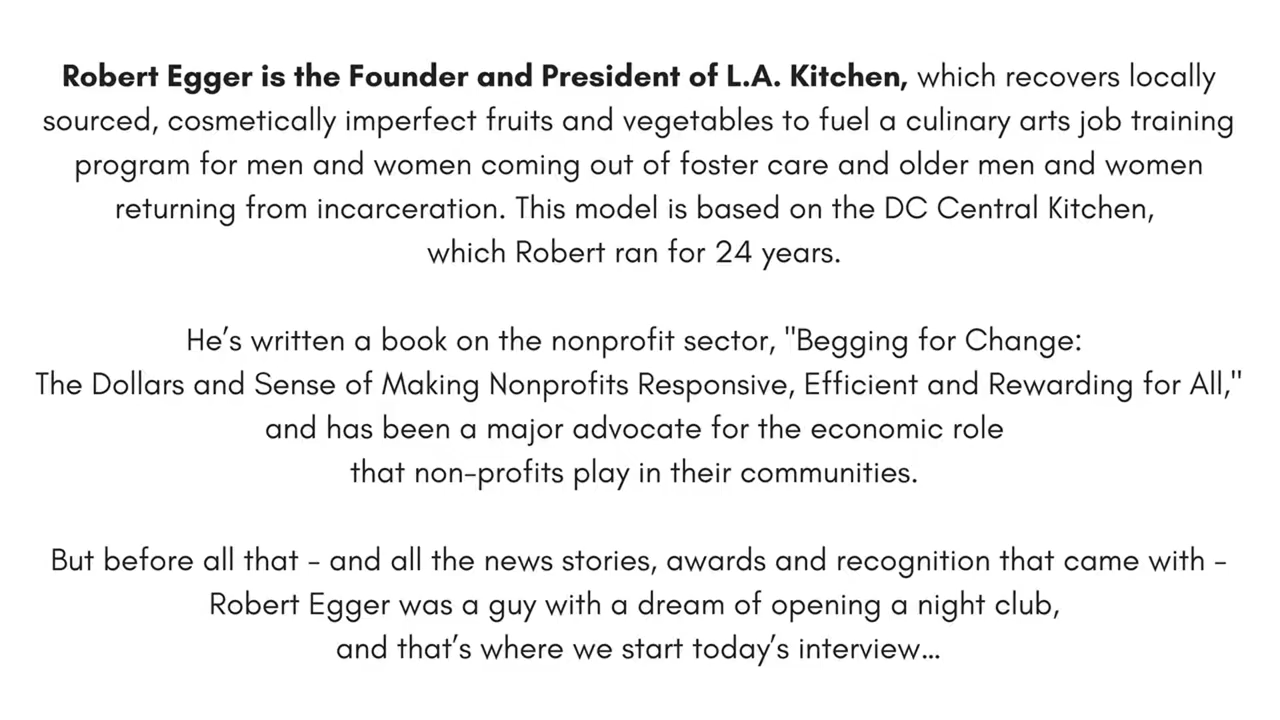 Robert Egger is the Founder and President of L.A. Kitchen, which recovers locally
sourced, cosmetically imperfect fruits and vegetables to fuel a culinary arts job training
program for men and women coming out of foster care and older men and women
returning from incarceration. This model is based on the DC Central Kitchen,
which Robert ran for 24 years.
He’s written a book on the nonprofit sector, "Begging for Change:
The Dollars and Sense of Making Nonprofits Responsive, Efficient and Rewarding for All,"
and has been a major advocate for the economic role
that non-profits play in their communities.
But before all that - and all the news stories, awards and recognition that came with -
Robert Egger was a guy with a dream of opening a night club,
and that’s where we start today’s interview...